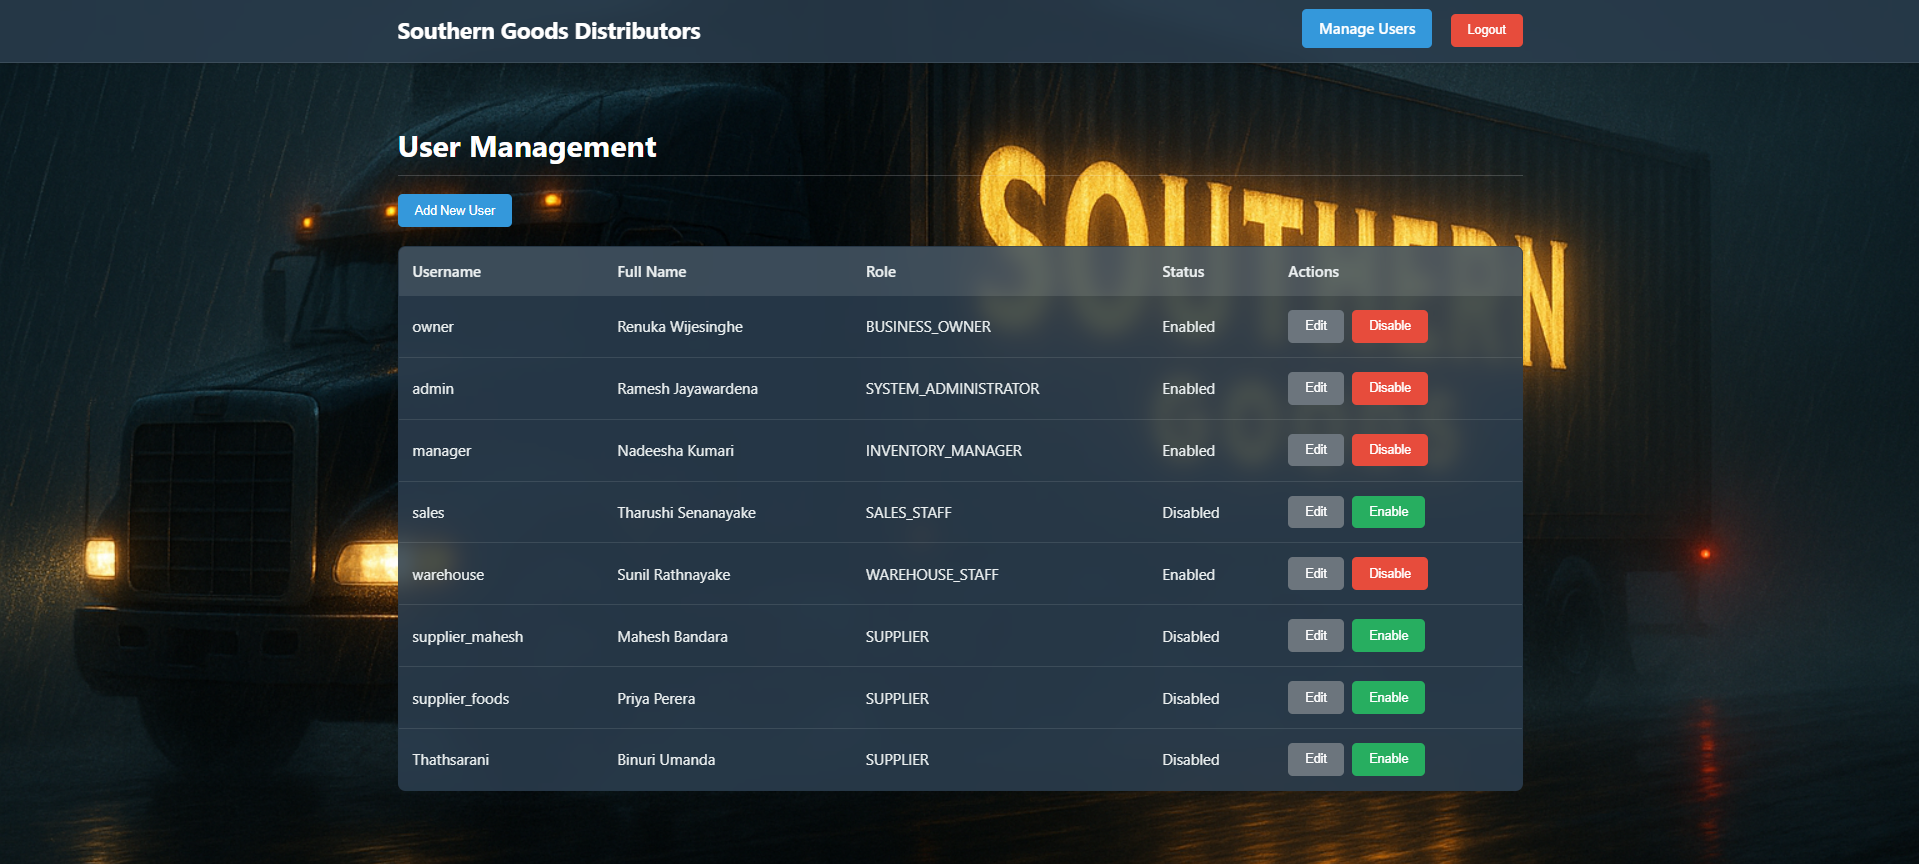 Southern Goods Distributors
Manage Users
Logout
User Management
SOUTHERN
Add New User
Username Full Name Role Status Actions
owner Renuka Wijesinghe BUSINESS_OWNER Enabled Edit Disable
admin Ramesh Jayawardena SYSTEM_ADMINISTRATOR Enabled Edit Disable
manager Nadeesha Kumari INVENTORY_MANAGER Enabled Edit Disable
sales Tharushi Senanayake SALES_STAFF Disabled Edit Enable
warehouse Sunil Rathnayake WAREHOUSE_STAFF Enabled Edit Disable
supplier_mahesh Mahesh Bandara SUPPLIER Disabled Edit Enable
supplier_foods Priya Perera SUPPLIER Disabled Edit Enable
Thathsarani Binuri Umanda SUPPLIER Disabled Edit Enable